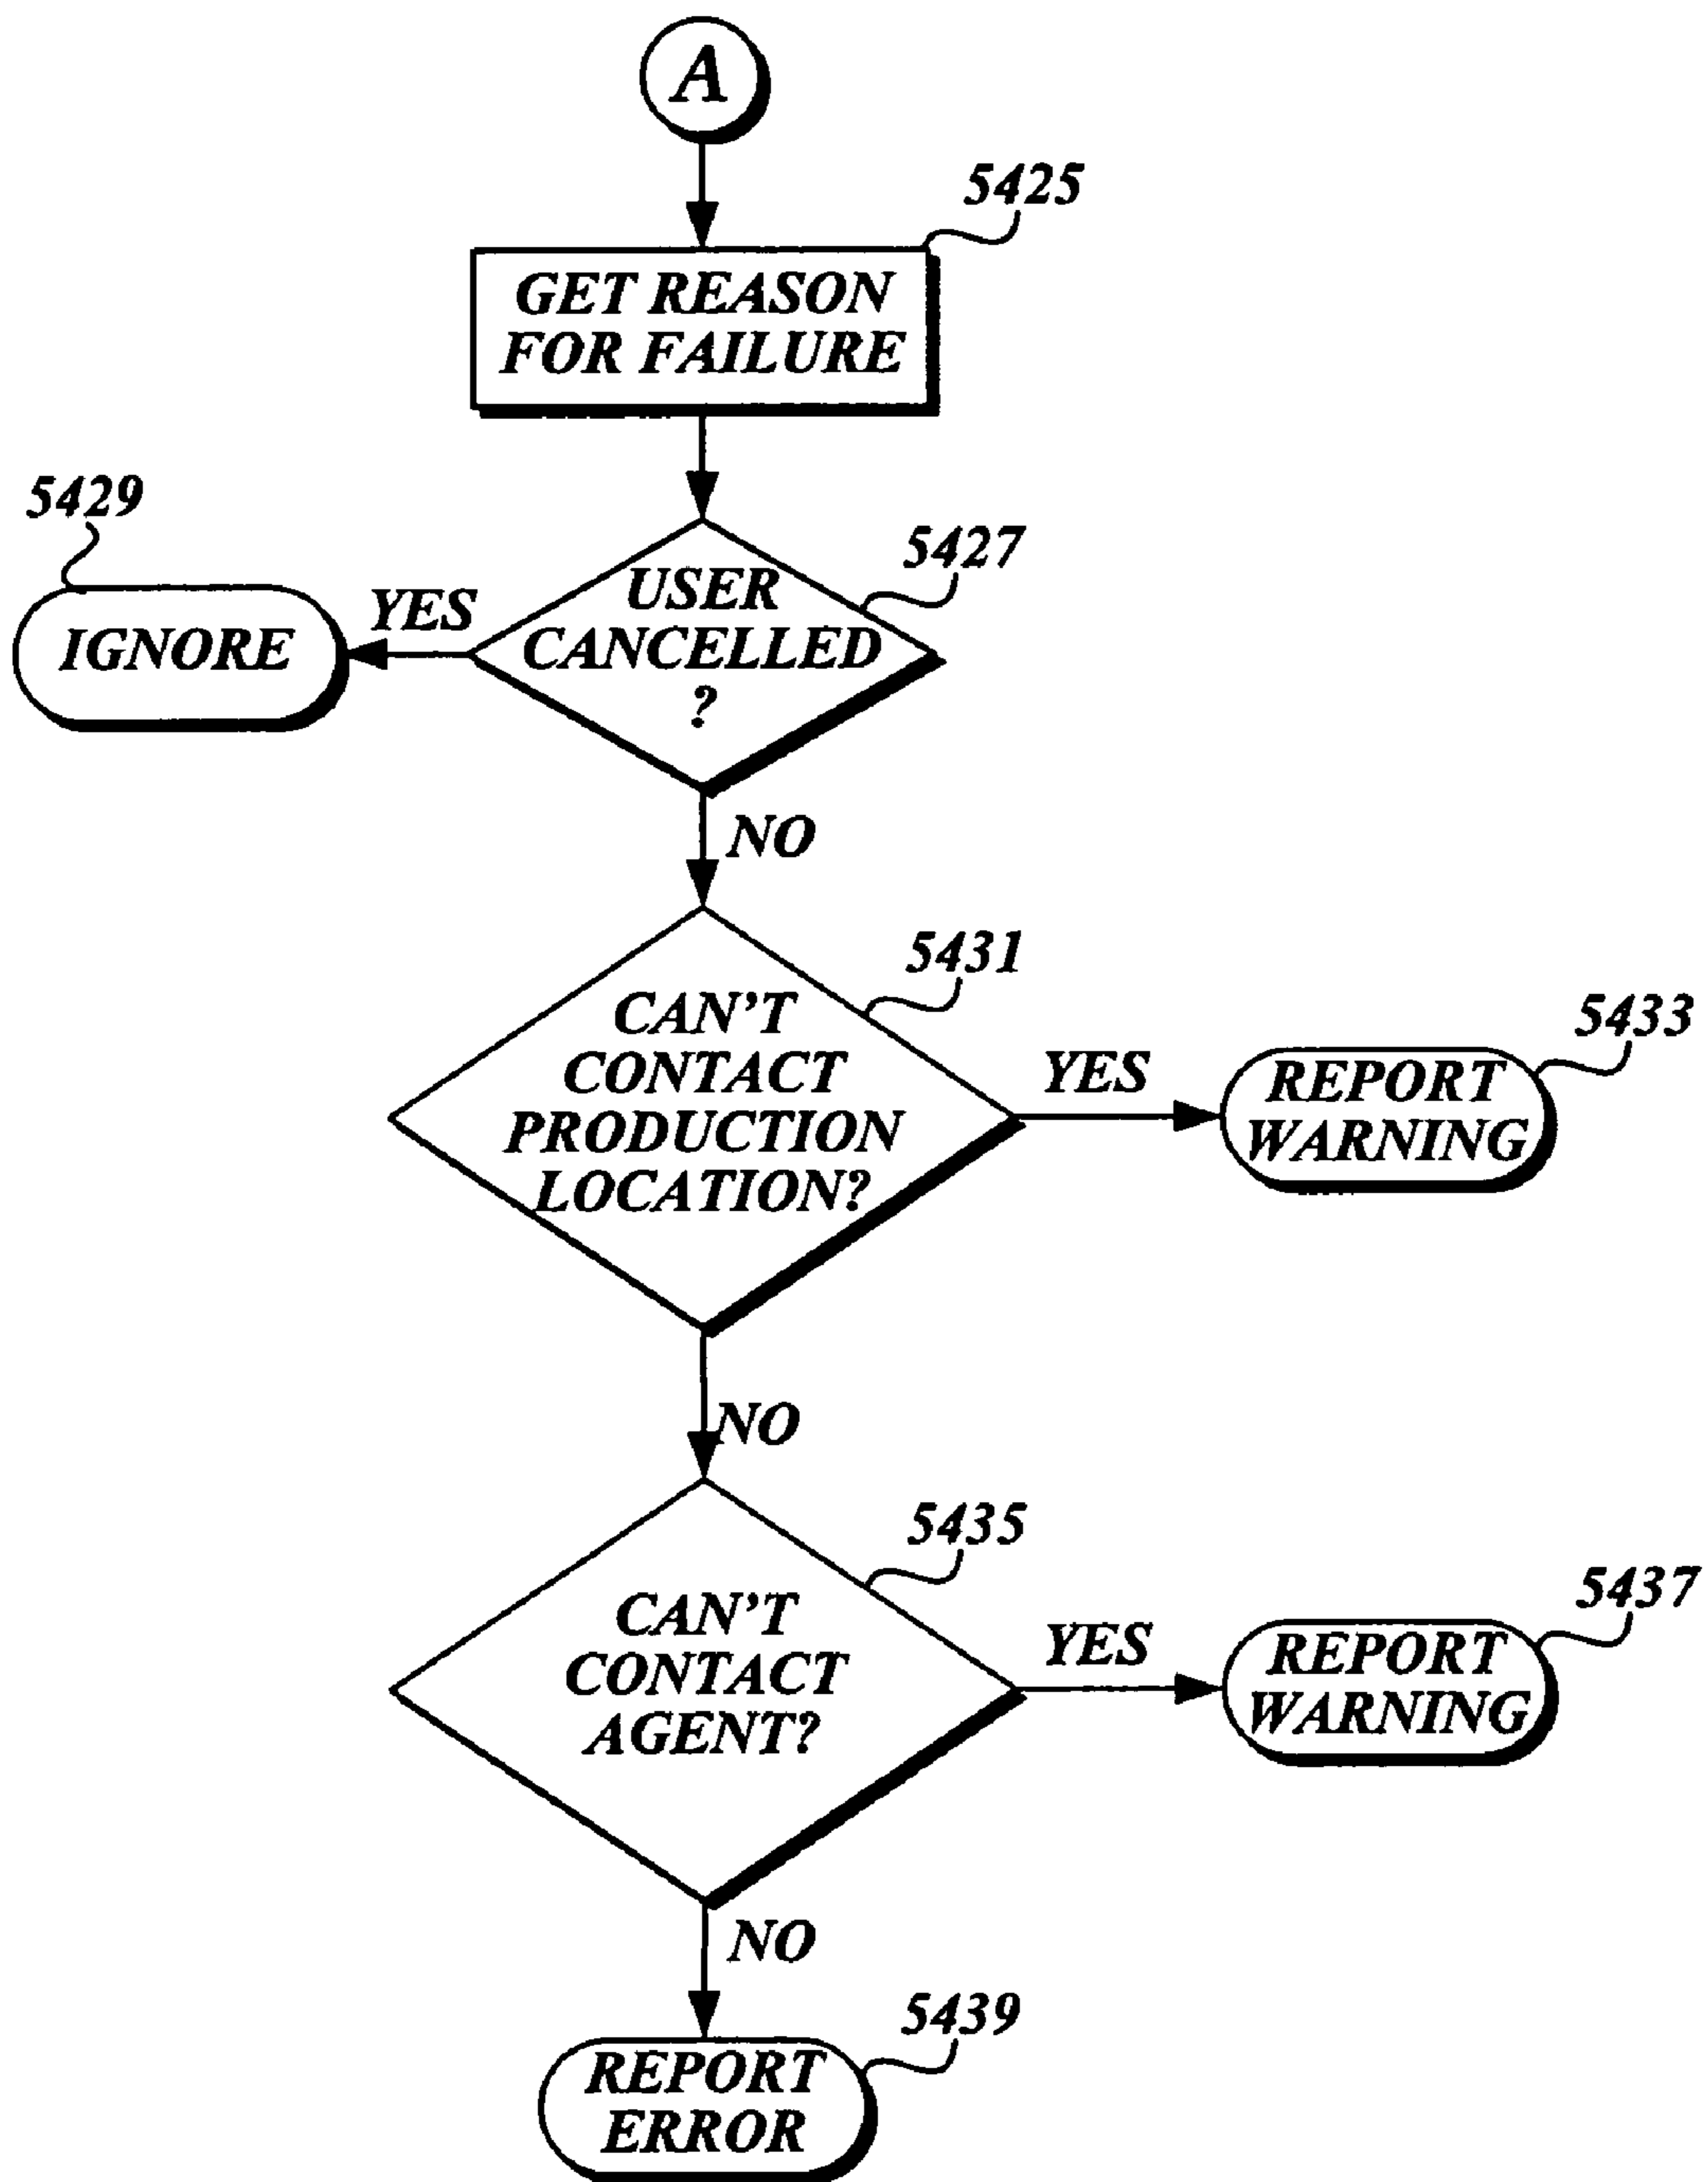 A
5425
GET REASON
FOR FAILURE
5429
5427
IGNORE
YES
USER
CANCELLED
?
NO
5431
CAN'T
CONTACT
PRODUCTION
LOCATION?
YES
5433
REPORT
WARNING
NO
5435
CAN'T
CONTACT
AGENT?
YES
5437
REPORT
WARNING
NO
5439
REPORT
ERROR